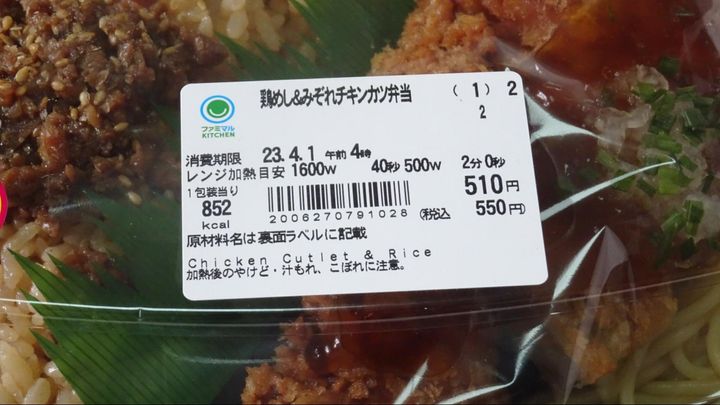 鶏めし&みぞれチキンカツ弁当 (1) 2
2
ファミマル
KITCHEN
消費期限 23.4.1 午前 4時
レンジ加熱目安 1600W 40秒 500W 2分0秒
1包装当り
852
kcal
510円
2006270791028 (税込 550円)
原材料名は裏面ラベルに記載
Chicken Cutlet & Rice
加熱後のやけど・汁もれ、こぼれに注意。